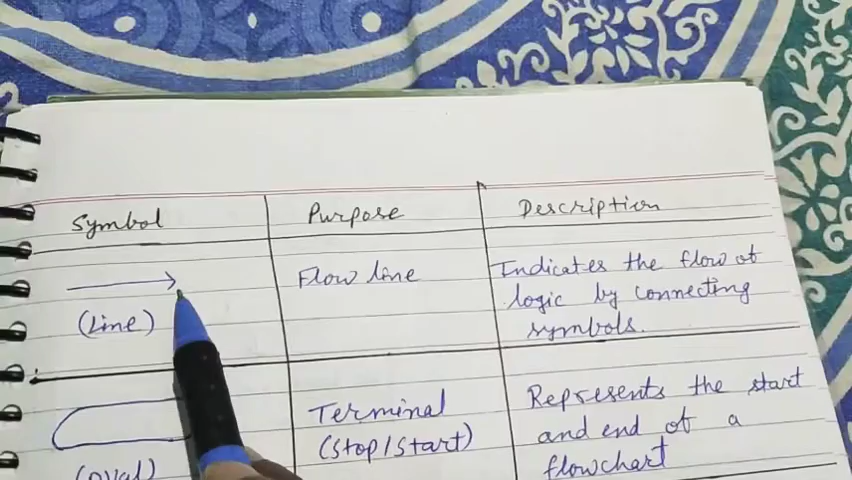 Symbol Purpose Description
(Line) Flow line Indicates the flow of
logic by connecting
symbols.
(oval) Terminal
(Stop/Start) Represents the start
and end of a
flowchart